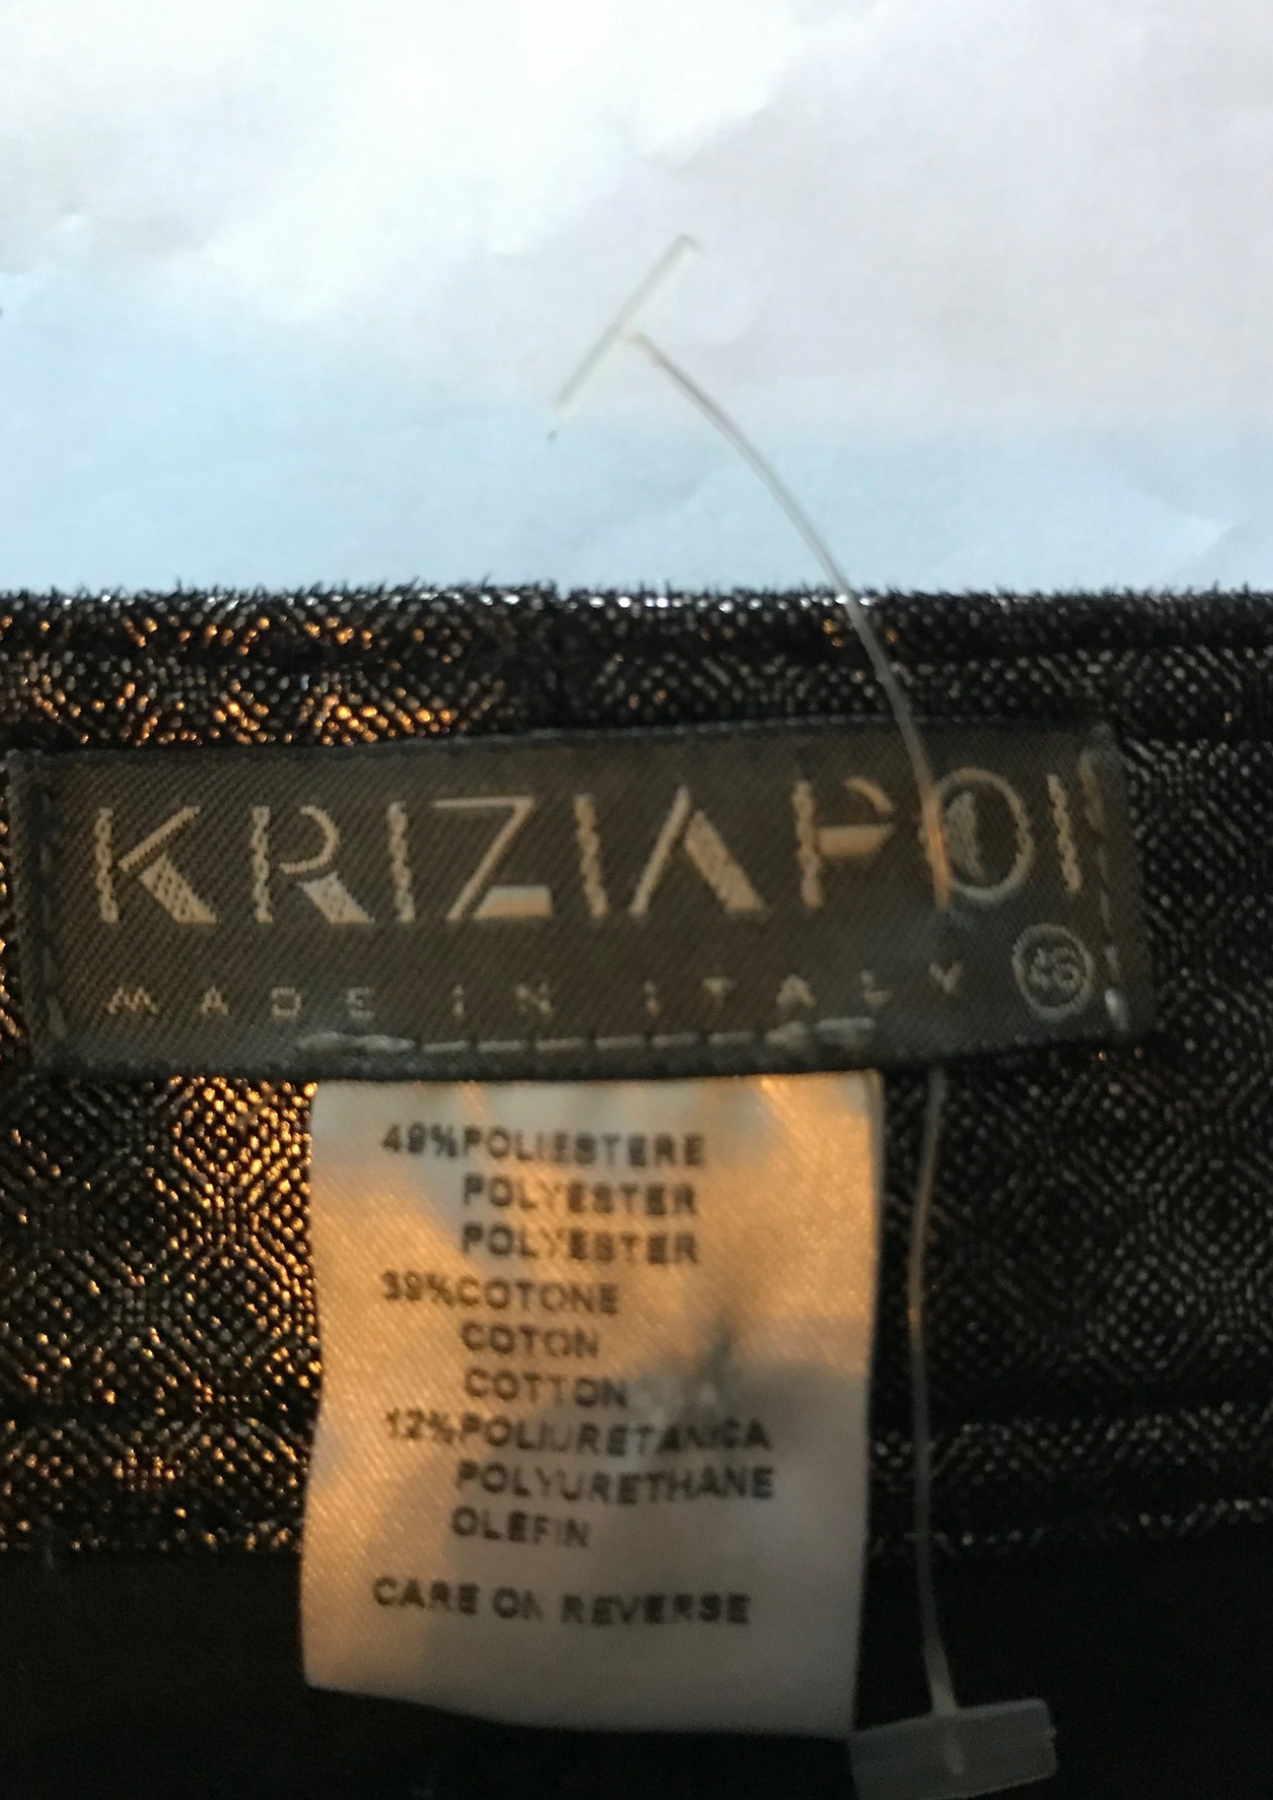 KRIZIAPOI
MADE IN ITALY 46
49%POLIESTERE
POLYESTER
POLYESTER
39%COTONE
COTON
COTTON
12%POLIURETANICA
POLYURETHANE
OLEFIN
CARE ON REVERSE